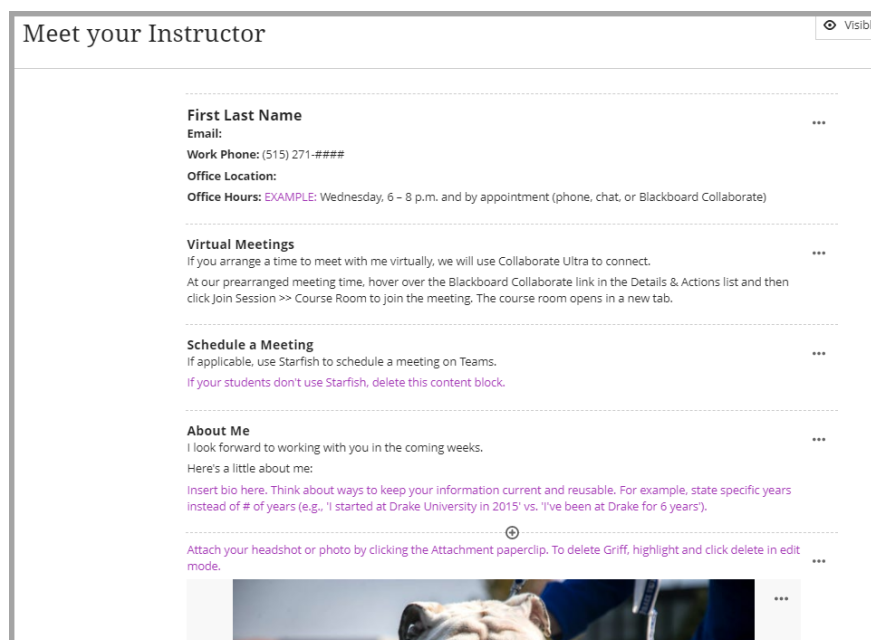 Meet your Instructor
First Last Name
Email:
Work Phone: (515) 271-####
Office Location:
Office Hours: EXAMPLE: Wednesday, 6 – 8 p.m. and by appointment (phone, chat, or Blackboard Collaborate)
Virtual Meetings
If you arrange a time to meet with me virtually, we will use Collaborate Ultra to connect.
At our prearranged meeting time, hover over the Blackboard Collaborate link in the Details & Actions list and then
click Join Session >> Course Room to join the meeting. The course room opens in a new tab.
Schedule a Meeting
If applicable, use Starfish to schedule a meeting on Teams.
If your students don't use Starfish, delete this content block.
About Me
I look forward to working with you in the coming weeks.
Here's a little about me:
Insert bio here. Think about ways to keep your information current and reusable. For example, state specific years
instead of # of years (e.g., 'I started at Drake University in 2015' vs. 'I've been at Drake for 6 years').
Attach your headshot or photo by clicking the Attachment paperclip. To delete Griff, highlight and click delete in edit
mode.